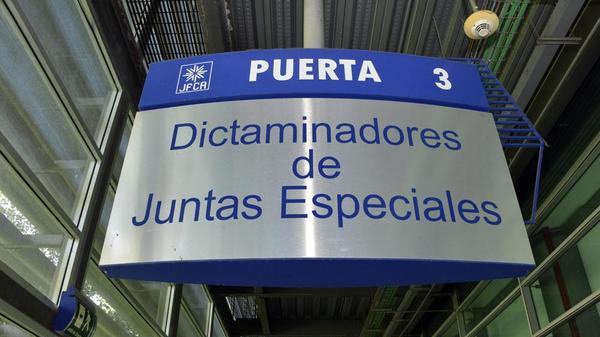 JFCA
PUERTA 3
Dictaminadores
de
Juntas Especiales